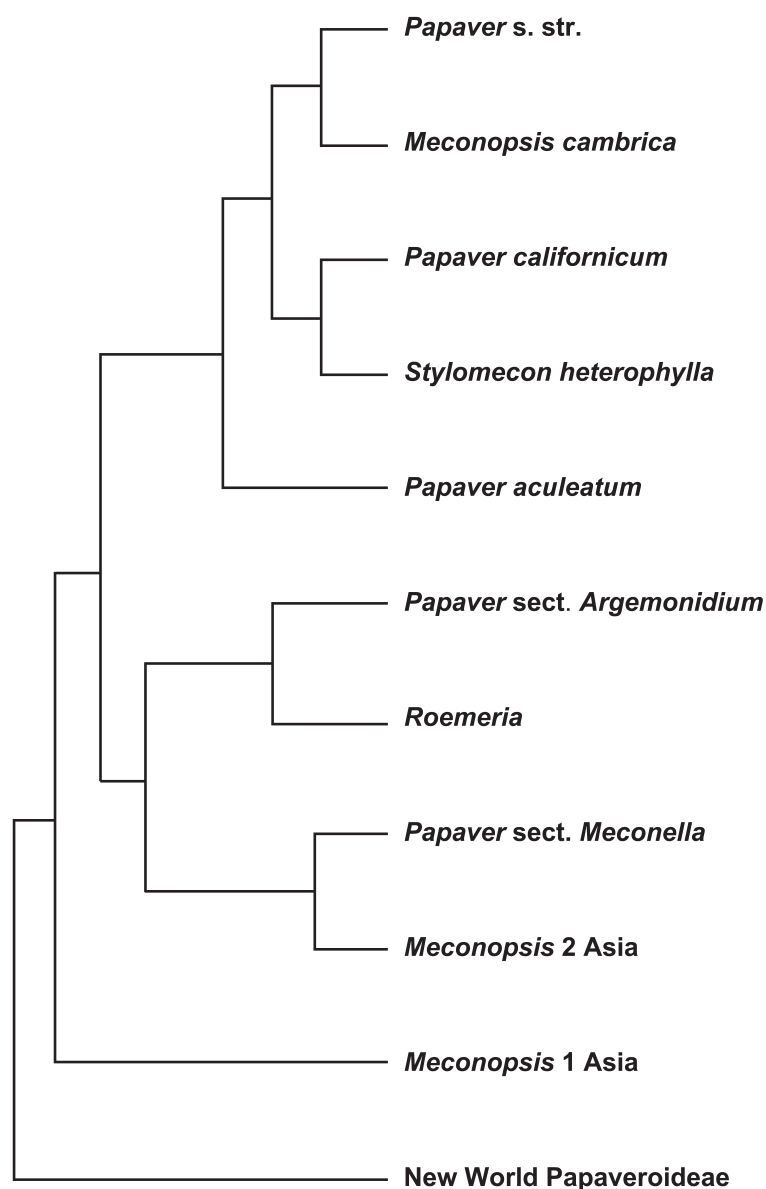 Papaver s. str.
Meconopsis cambrica
Papaver californicum
Stylomecon heterophylla
Papaver aculeatum
Papaver sect. Argemonidium
Roemeria
Papaver sect. Meconella
Meconopsis 2 Asia
Meconopsis 1 Asia
New World Papaveroideae